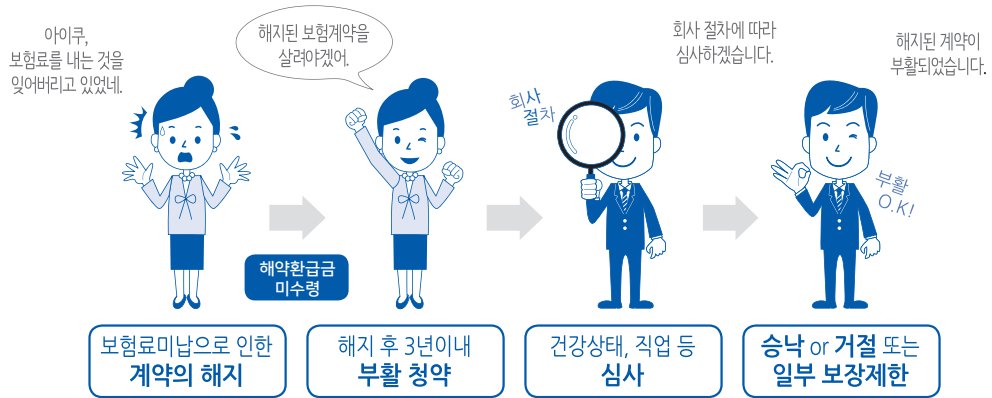 아이쿠,
보험료를 내는 것을
잊어버리고 있었네.
해지된 보험계약을
살려야겠어.
회사 절차에 따라
심사하겠습니다.
해지된 계약이
부활되었습니다.
회사
절차
부활
O.K!
해약환급금
미수령
보험료미납으로 인한
계약의 해지
해지 후 3년이내
부활 청약
건강상태, 직업 등
심사
승낙 or 거절 또는
일부 보장제한